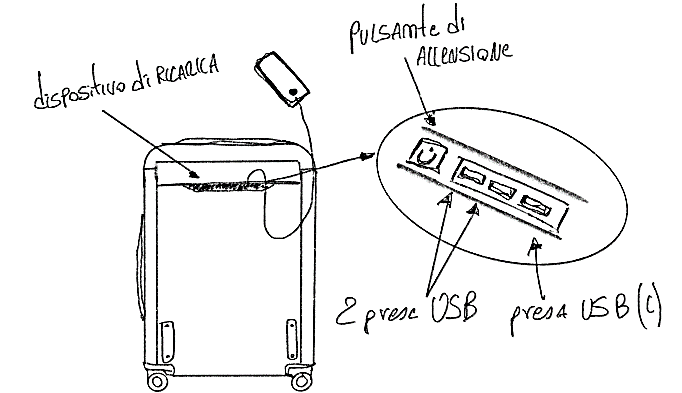 PULSANTE di
ACCENSIONE
dispositivo di RICARICA
2 prese USB
presa USB (C)